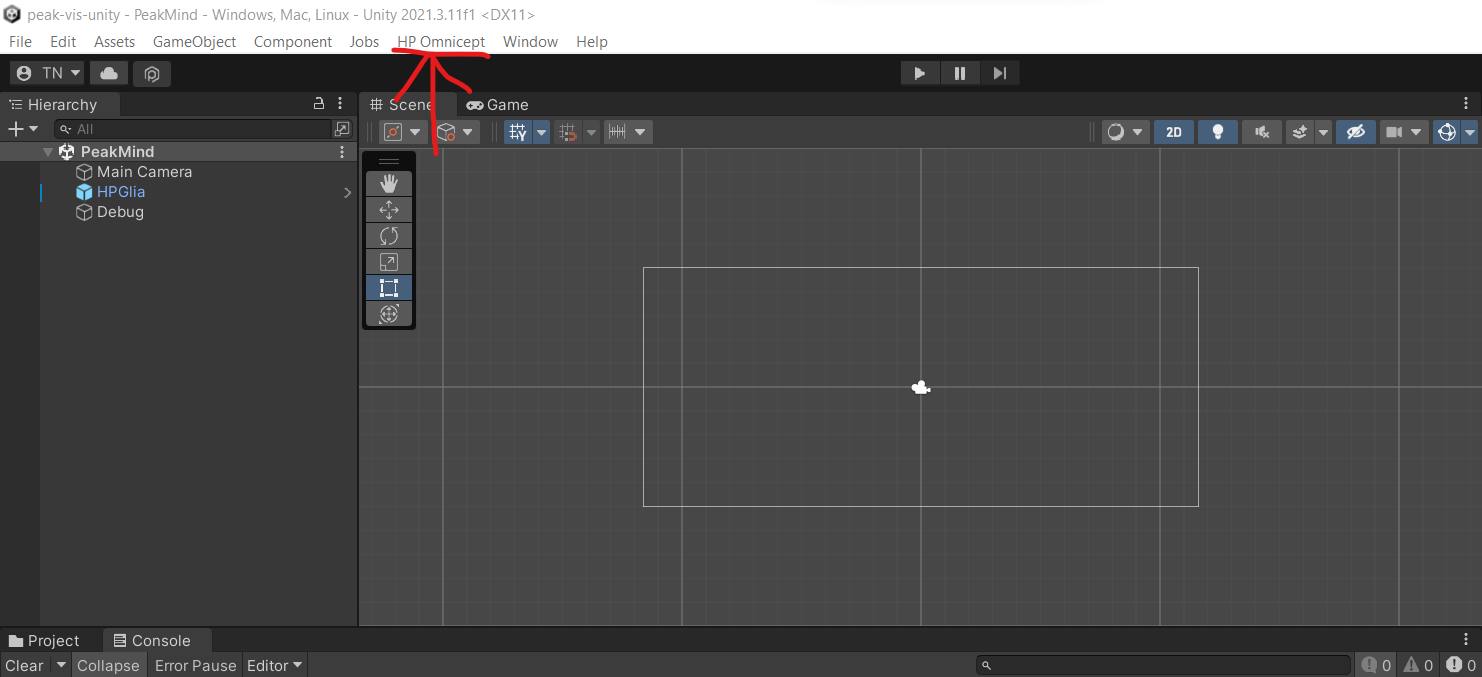 peak-vis-unity - PeakMind - Windows, Mac, Linux - Unity 2021.3.11f1 <DX11>
File Edit Assets GameObject Component Jobs HP Omnicept Window Help
TN
Hierarchy
All
PeakMind
Main Camera
HPGlia
Debug
Scene Game
Y 2D
Project Console
Clear Collapse Error Pause Editor 0 0 0